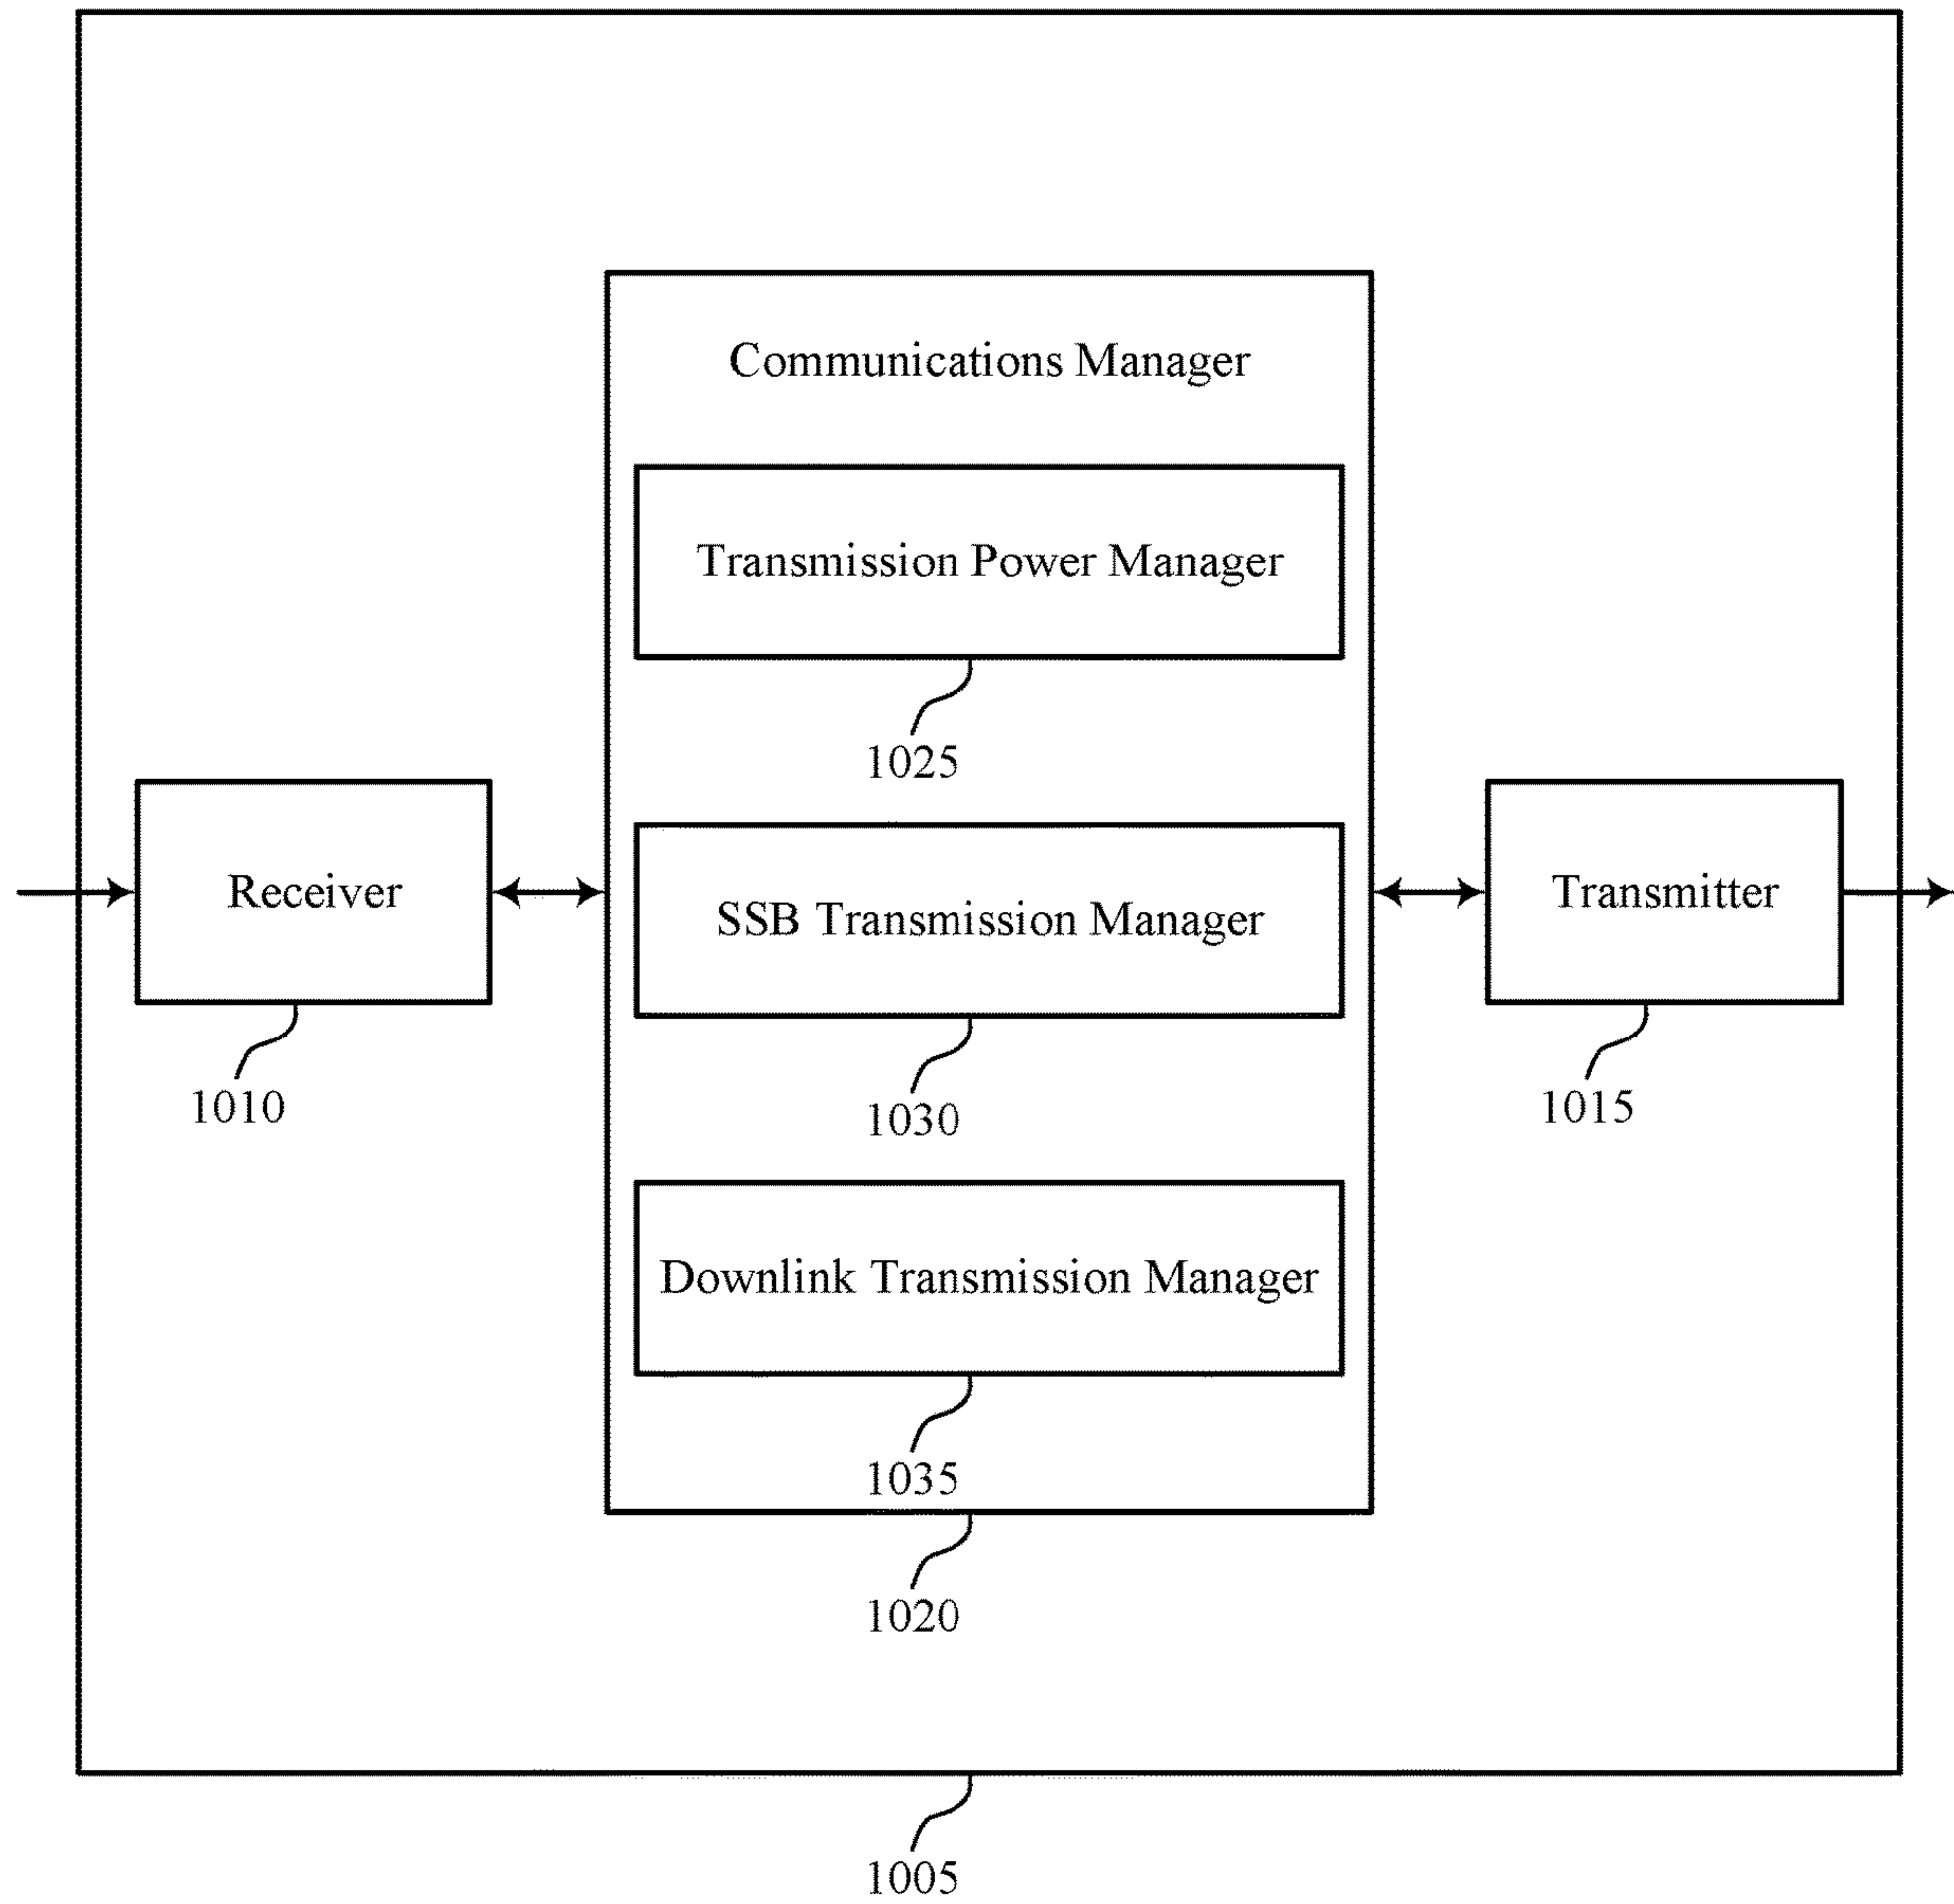 Communications Manager
Transmission Power Manager
1025
Receiver
SSB Transmission Manager
Transmitter
1010
1030
1015
Downlink Transmission Manager
1035
1020
1005